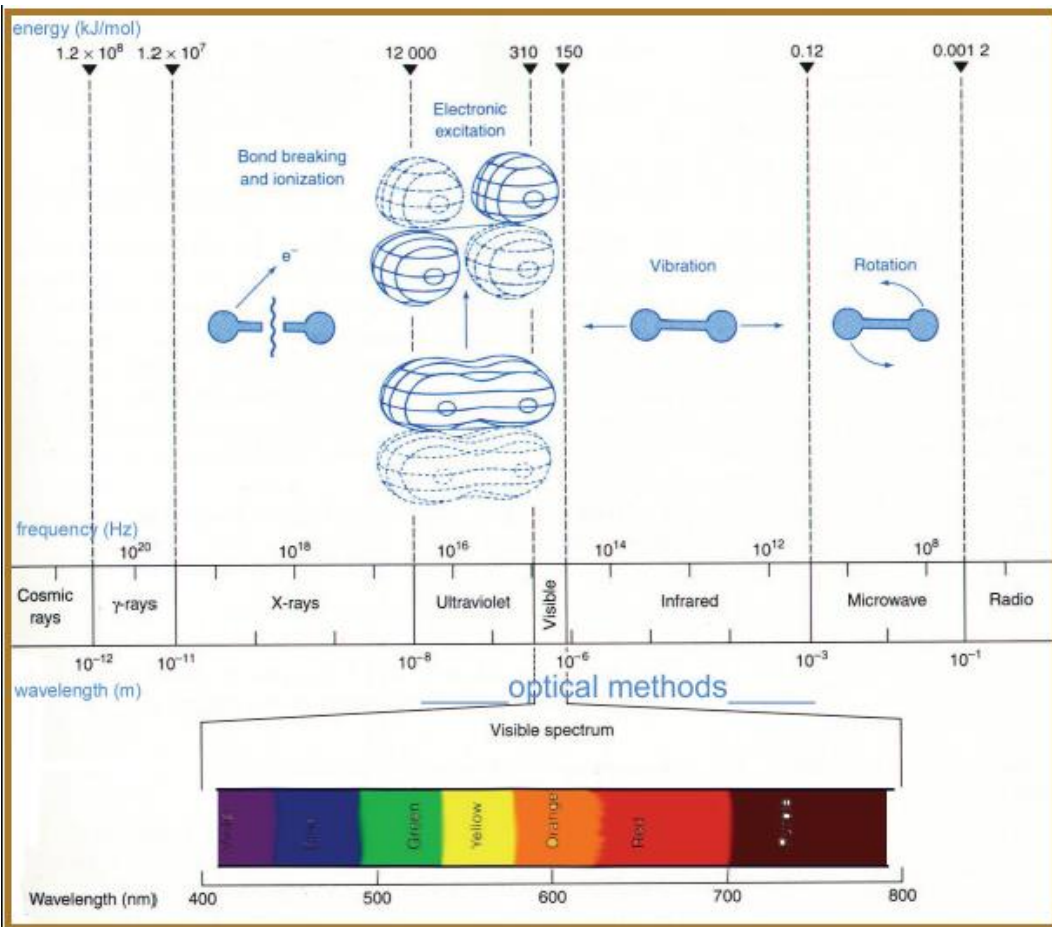 energy (kJ/mol)
1.2 × 10⁸ 1.2 × 10⁷ 12 000 310 150 0.12 0.001 2
Electronic
excitation
Bond breaking
and ionization
e⁻
Vibration
Rotation
frequency (Hz)
10²⁰ 10¹⁸ 10¹⁶ 10¹⁴ 10¹² 10⁸
Cosmic
rays
γ-rays
X-rays
Ultraviolet
Visible
Infrared
Microwave
Radio
10⁻¹² 10⁻¹¹ 10⁻⁸ 10⁻⁶ 10⁻³ 10⁻¹
wavelength (m)
optical methods
Visible spectrum
Green Yellow Orange Red
Wavelength (nm) 400 500 600 700 800